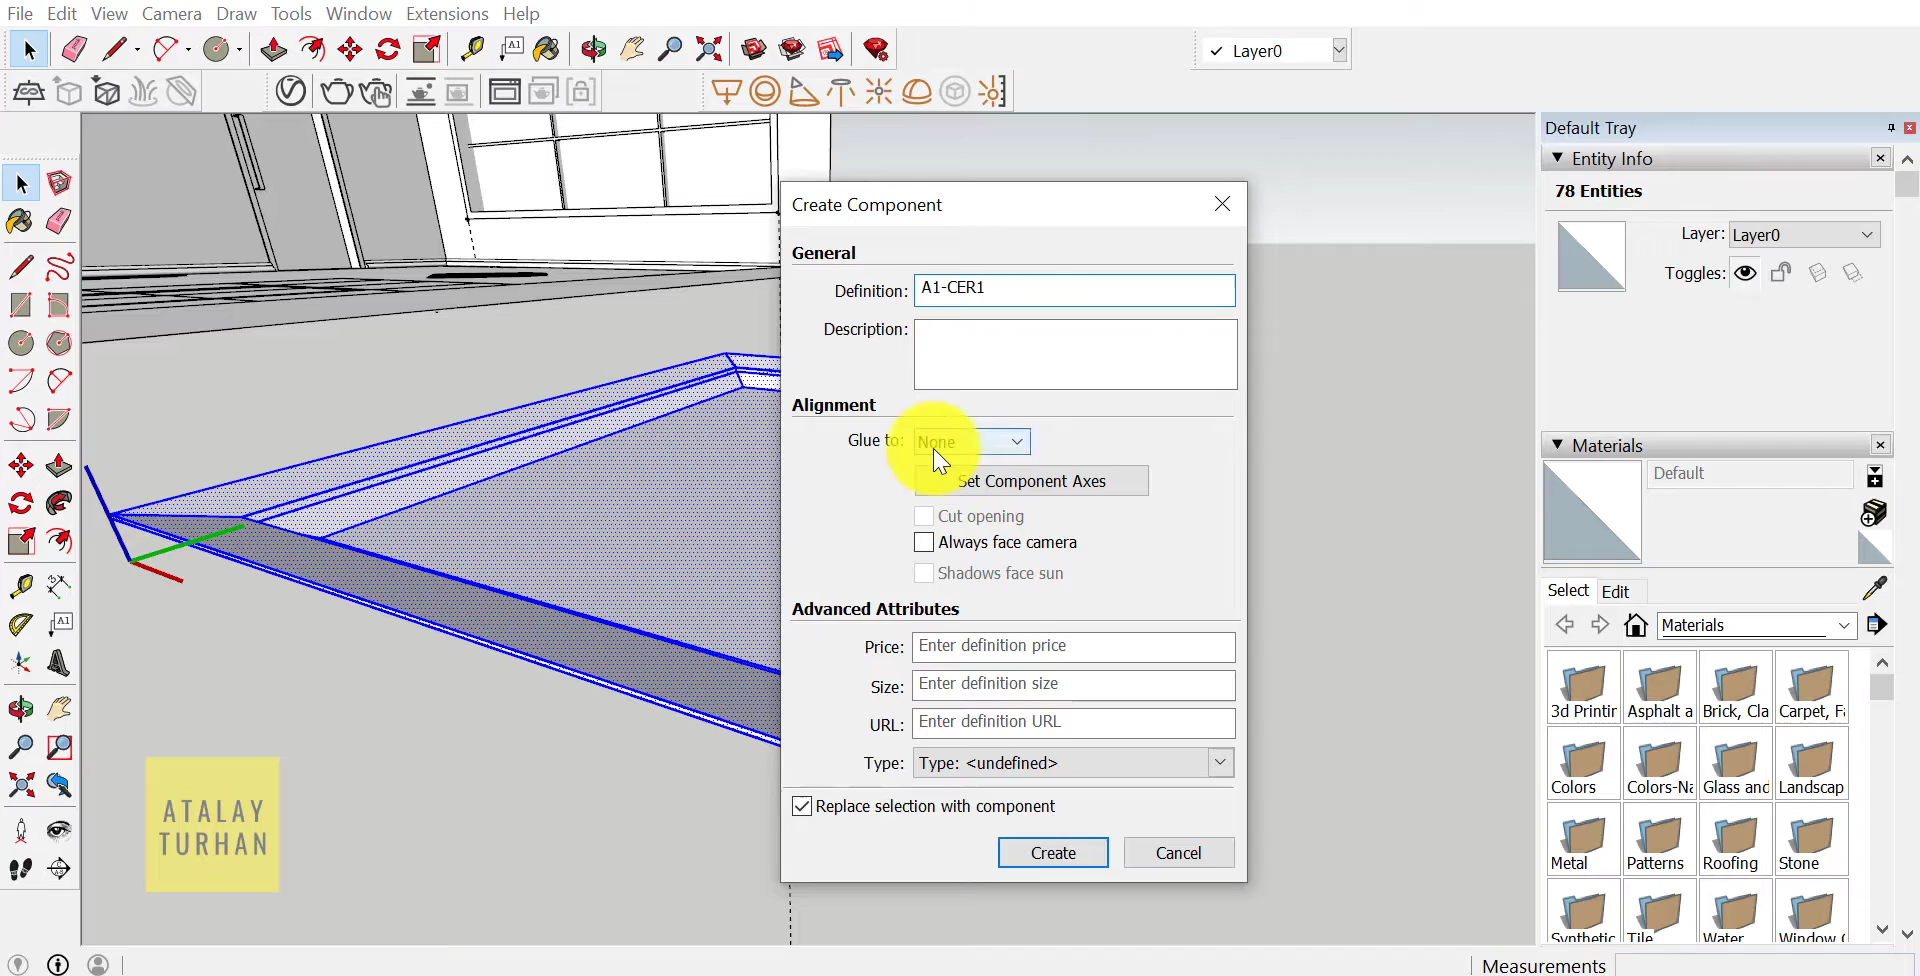 File Edit View Camera Draw Tools Window Extensions Help
A1
Layer0
Default Tray
Entity Info
78 Entities
Layer: Layer0
Toggles:
Create Component
General
Definition: A1-CER1
Description:
Alignment
Glue to: None
Set Component Axes
Cut opening
Always face camera
Shadows face sun
Advanced Attributes
Price: Enter definition price
Size: Enter definition size
URL: Enter definition URL
Type: Type: <undefined>
Replace selection with component
Create Cancel
Materials
Default
Select Edit
Materials
3d Printir Asphalt a Brick, Cla Carpet, Fa
Colors Colors-Na Glass and Landscap
Metal Patterns Roofing Stone
Synthetic Tile Water Window (
A1
ATALAY
TURHAN
Measurements